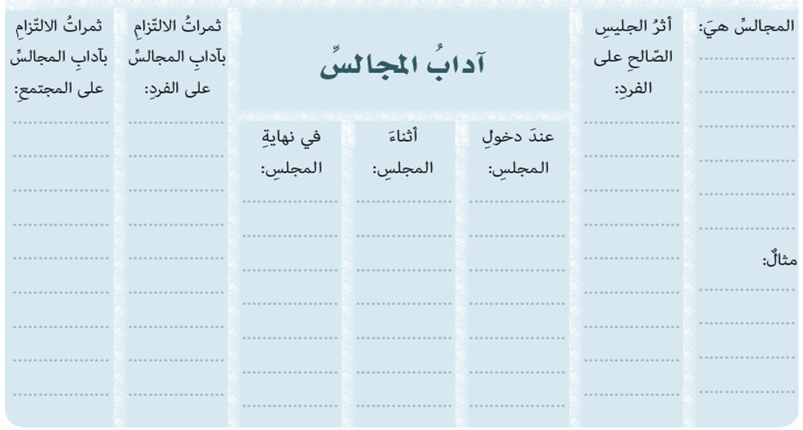 المجالسِّ هيَ:
مثالٌ:
أثرُ الجليسِ
الصّالحِ على
الفردِ:
آدابُ المجالسِّ
عندَ دخولِ
المجلسِ:
أثناءَ
المجلسِ:
في نهايةِ
المجلسِ:
ثمراتُ الالتّزامِ
بآدابِ المجالسِّ
على الفردِ:
ثمراتُ الالتّزامِ
بآدابِ المجالسِّ
على المجتمعِ: